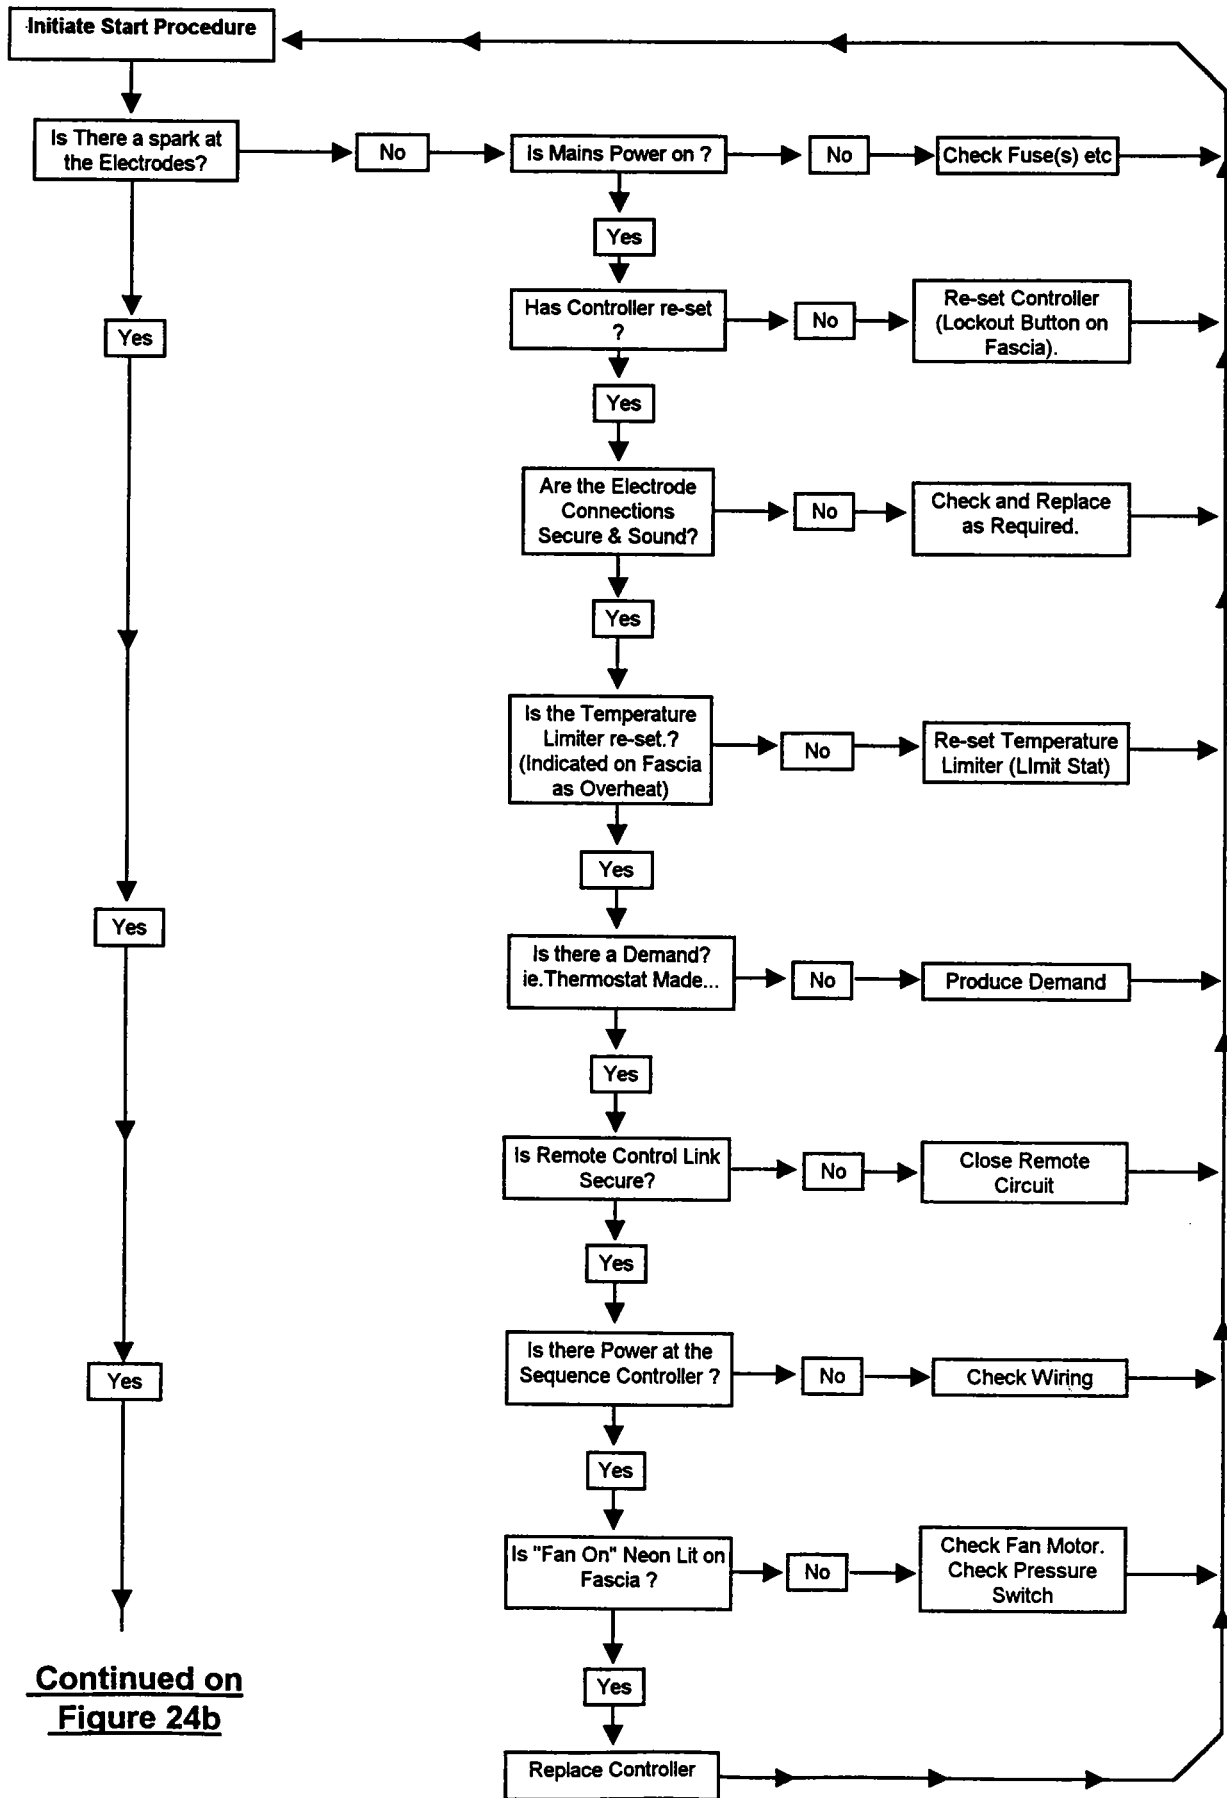 Initiate Start Procedure
Is There a spark at
the Electrodes?
No
Is Mains Power on ?
No
Check Fuse(s) etc
Yes
Yes
Has Controller re-set
?
No
Re-set Controller
(Lockout Button on
Fascia).
Yes
Are the Electrode
Connections
Secure & Sound?
No
Check and Replace
as Required.
Yes
Is the Temperature
Limiter re-set.?
(Indicated on Fascia
as Overheat)
No
Re-set Temperature
Limiter (LImit Stat)
Yes
Yes
Is there a Demand?
ie.Thermostat Made...
No
Produce Demand
Yes
Is Remote Control Link
Secure?
No
Close Remote
Circuit
Yes
Is there Power at the
Sequence Controller ?
No
Check Wiring
Yes
Yes
Is "Fan On" Neon Lit on
Fascia ?
No
Check Fan Motor.
Check Pressure
Switch
Yes
Continued on
Figure 24b
Replace Controller